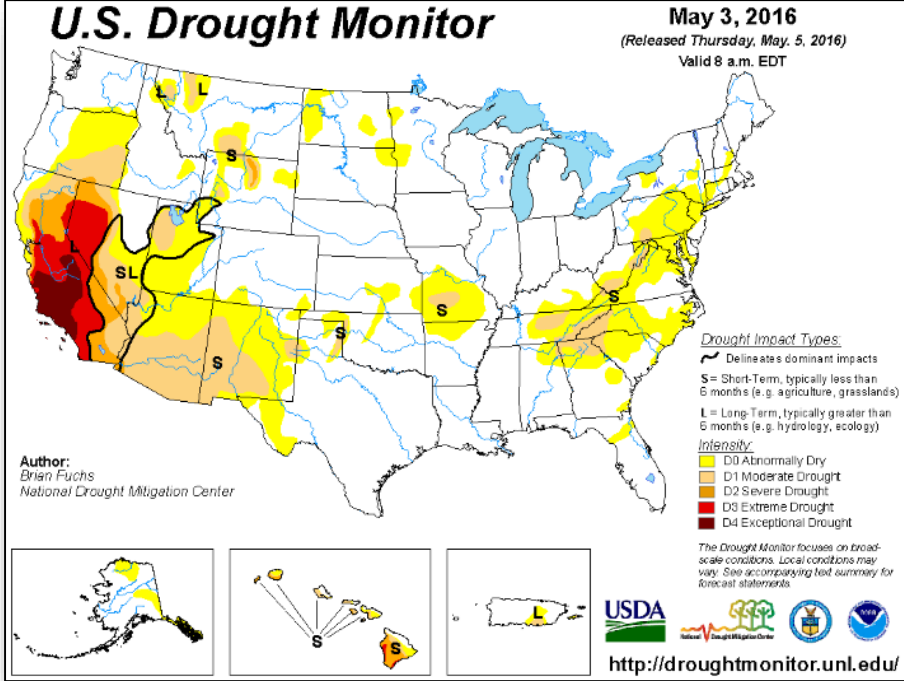 U.S. Drought Monitor
May 3, 2016
(Released Thursday, May. 5, 2016)
Valid 8 a.m. EDT
L
L
S
L
SL
S
S
S
S
Drought Impact Types:
Delineates dominant impacts
S = Short-Term, typically less than
6 months (e.g. agriculture, grasslands)
L = Long-Term, typically greater than
6 months (e.g. hydrology, ecology)
Intensity:
D0 Abnormally Dry
D1 Moderate Drought
D2 Severe Drought
D3 Extreme Drought
D4 Exceptional Drought
Author:
Brian Fuchs
National Drought Mitigation Center
The Drought Monitor focuses on broad-
scale conditions. Local conditions may
vary. See accompanying text summary for
forecast statements.
S
S
L
USDA
National Drought Mitigation Center
http://droughtmonitor.unl.edu/